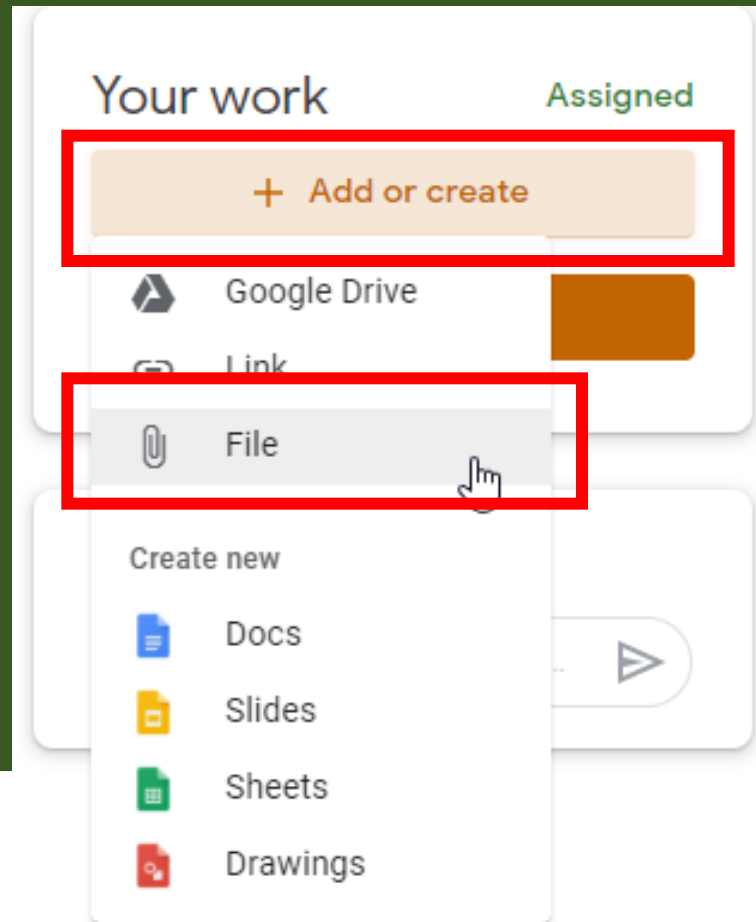 Your work
Assigned
+ Add or create
Google Drive
Link
File
Create new
Docs
Slides
Sheets
Drawings